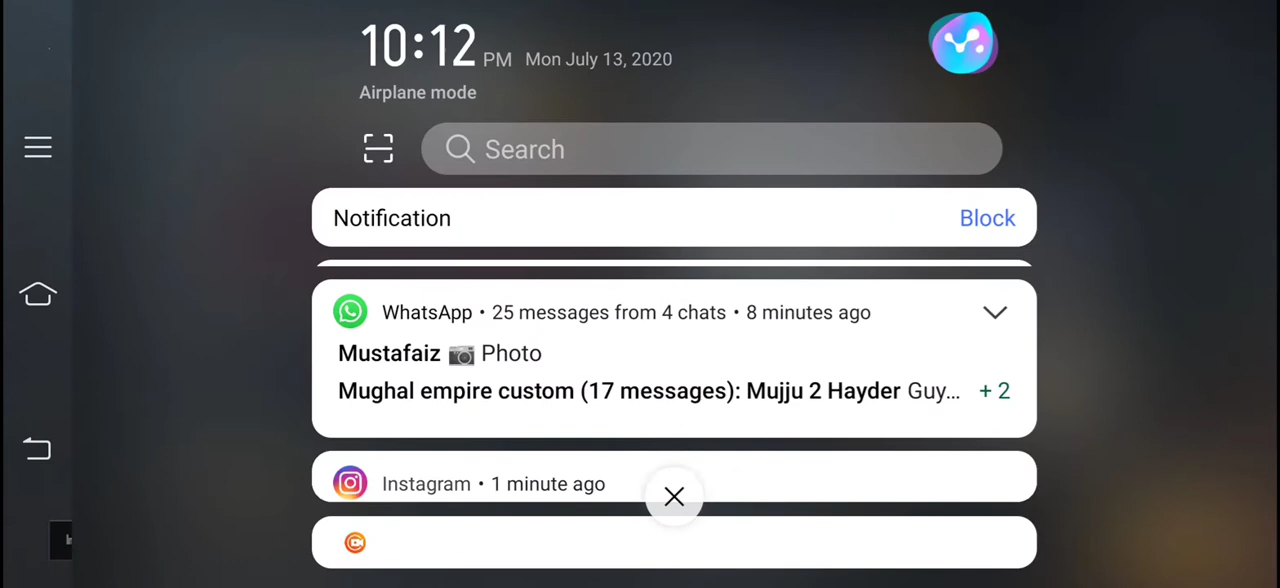 10:12 PM Mon July 13, 2020
Airplane mode
Search
Notification Block
WhatsApp • 25 messages from 4 chats • 8 minutes ago
Mustafaiz 📷 Photo
Mughal empire custom (17 messages): Mujju 2 Hayder Guy... + 2
Instagram • 1 minute ago